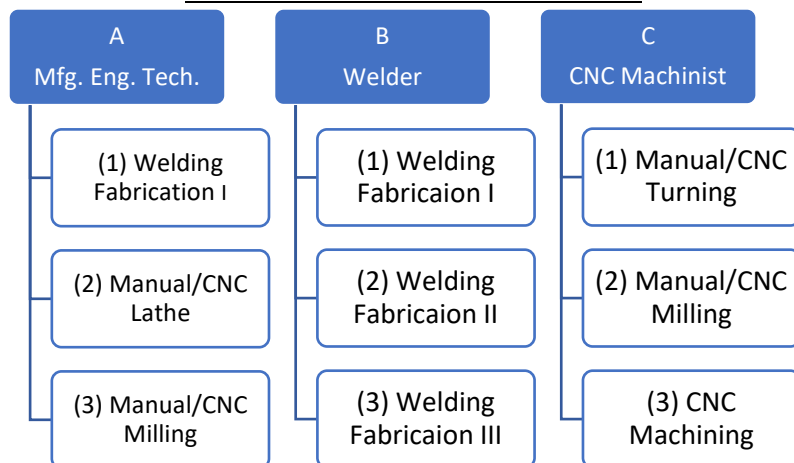 A
Mfg. Eng. Tech.
(1) Welding
Fabrication I
(2) Manual/CNC
Lathe
(3) Manual/CNC
Milling
B
Welder
(1) Welding
Fabricaion I
(2) Welding
Fabricaion II
(3) Welding
Fabricaion III
C
CNC Machinist
(1) Manual/CNC
Turning
(2) Manual/CNC
Milling
(3) CNC
Machining